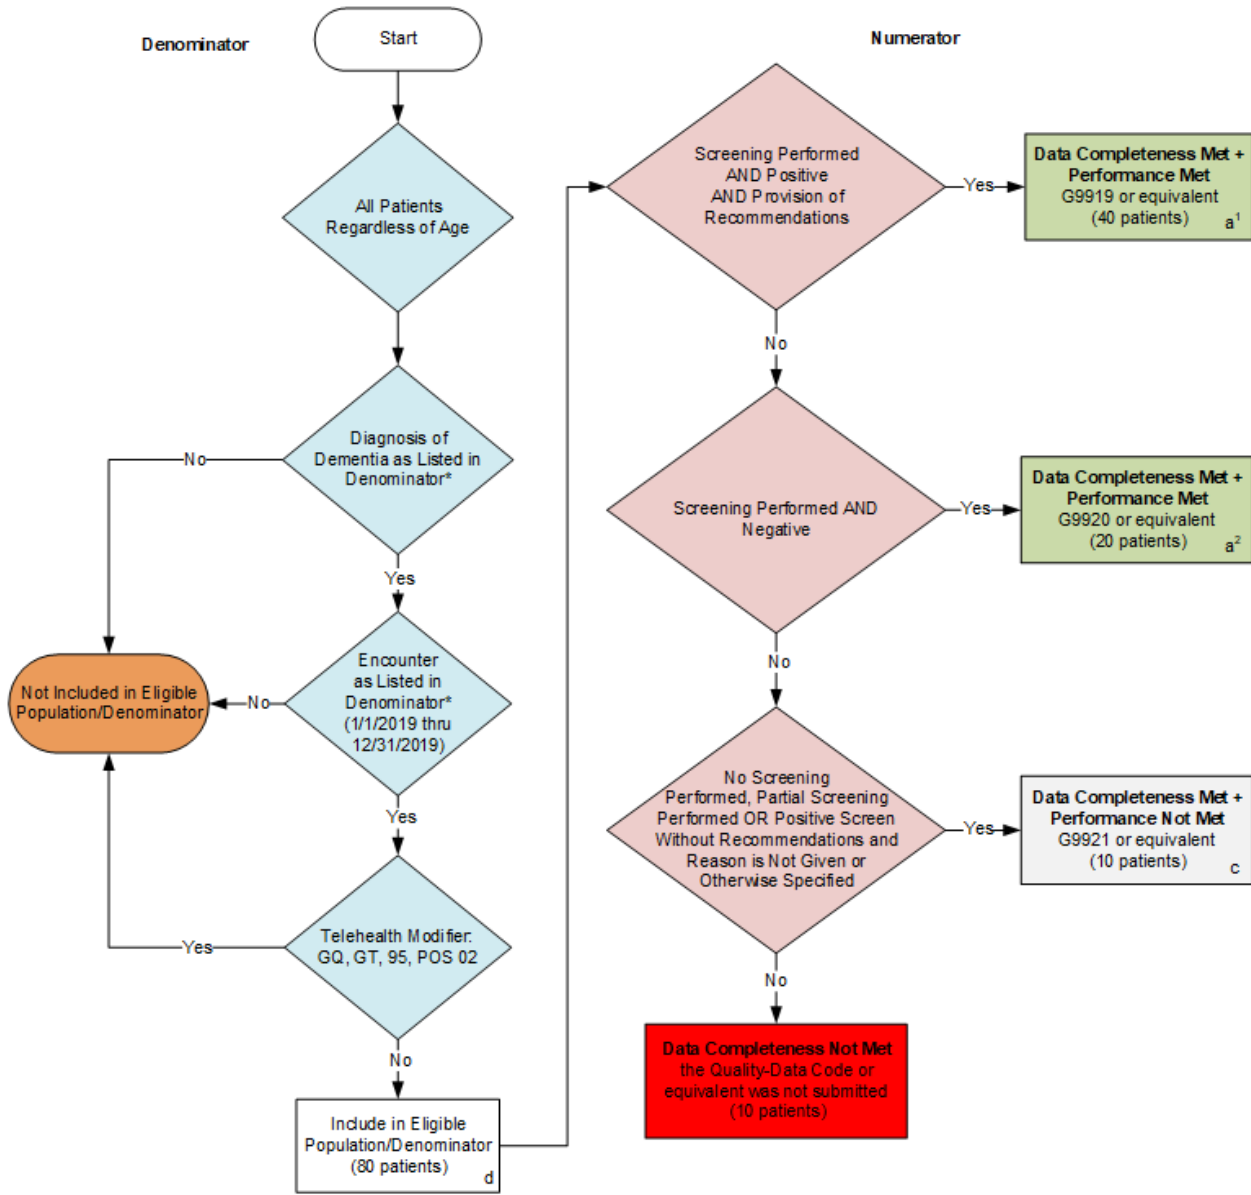 Denominator
Start
All Patients
Regardless of Age
Diagnosis of
Dementia as Listed in
Denominator*
No
Yes
Encounter
as Listed in
Denominator*
(1/1/2019 thru
12/31/2019)
No
Not Included in Eligible
Population/Denominator
Yes
Telehealth Modifier:
GQ, GT, 95, POS 02
Yes
No
Include in Eligible
Population/Denominator
(80 patients)
d
Numerator
Screening Performed
AND Positive
AND Provision of
Recommendations
Yes
Data Completeness Met +
Performance Met
G9919 or equivalent
(40 patients)
a¹
No
Screening Performed AND
Negative
Yes
Data Completeness Met +
Performance Met
G9920 or equivalent
(20 patients)
a²
No
No Screening
Performed, Partial Screening
Performed OR Positive Screen
Without Recommendations and
Reason is Not Given or
Otherwise Specified
Yes
Data Completeness Met +
Performance Not Met
G9921 or equivalent
(10 patients)
c
No
Data Completeness Not Met
the Quality-Data Code or
equivalent was not submitted
(10 patients)